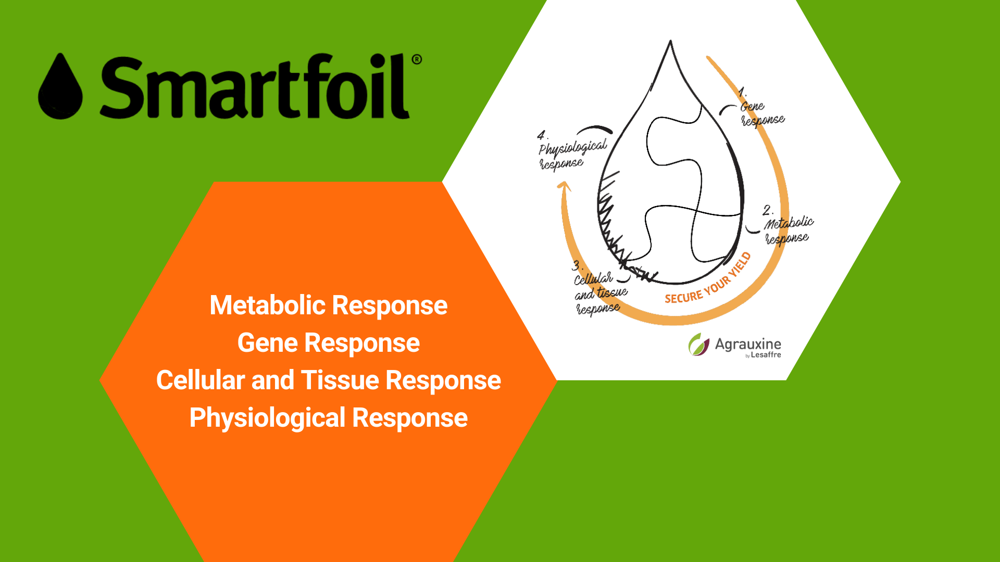 Smartfoil®
1.
Gene
response
4.
Physiological
response
2.
Metabolic
response
3.
Cellular
and tissue
response
SECURE YOUR YIELD
Agrauxine
by Lesaffre
Metabolic Response
Gene Response
Cellular and Tissue Response
Physiological Response